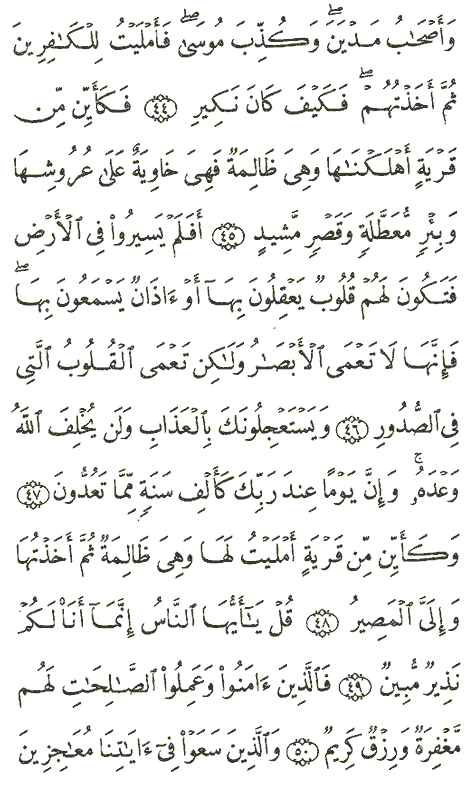 وَأَصْحَٰبُ مَدْيَنَ ۖ وَكُذِّبَ مُوسَىٰ ۖ فَأَمْلَيْتُ لِلْكَٰفِرِينَ
ثُمَّ أَخَذْتُهُمْ ۖ فَكَيْفَ كَانَ نَكِيرِ ٤٤ فَكَأَيِّن مِّن
قَرْيَةٍ أَهْلَكْنَٰهَا وَهِىَ ظَالِمَةٌ فَهِىَ خَاوِيَةٌ عَلَىٰ عُرُوشِهَا
وَبِئْرٍ مُّعَطَّلَةٍ وَقَصْرٍ مَّشِيدٍ ٤٥ أَفَلَمْ يَسِيرُوا۟ فِى ٱلْأَرْضِ
فَتَكُونَ لَهُمْ قُلُوبٌ يَعْقِلُونَ بِهَآ أَوْ ءَاذَانٌ يَسْمَعُونَ بِهَا ۖ
فَإِنَّهَا لَا تَعْمَى ٱلْأَبْصَٰرُ وَلَٰكِن تَعْمَى ٱلْقُلُوبُ ٱلَّتِى
فِى ٱلصُّدُورِ ٤٦ وَيَسْتَعْجِلُونَكَ بِٱلْعَذَابِ وَلَن يُخْلِفَ ٱللَّهُ
وَعْدَهُۥ ۚ وَإِنَّ يَوْمًا عِندَ رَبِّكَ كَأَلْفِ سَنَةٍ مِّمَّا تَعُدُّونَ ٤٧
وَكَأَيِّن مِّن قَرْيَةٍ أَمْلَيْتُ لَهَا وَهِىَ ظَالِمَةٌ ثُمَّ أَخَذْتُهَا
وَإِلَىَّ ٱلْمَصِيرُ ٤٨ قُلْ يَٰٓأَيُّهَا ٱلنَّاسُ إِنَّمَآ أَنَا۠ لَكُمْ
نَذِيرٌ مُّبِينٌ ٤٩ فَٱلَّذِينَ ءَامَنُوا۟ وَعَمِلُوا۟ ٱلصَّٰلِحَٰتِ لَهُم
مَّغْفِرَةٌ وَرِزْقٌ كَرِيمٌ ٥٠ وَٱلَّذِينَ سَعَوْا۟ فِىٓ ءَايَٰتِنَا مُعَٰجِزِينَ